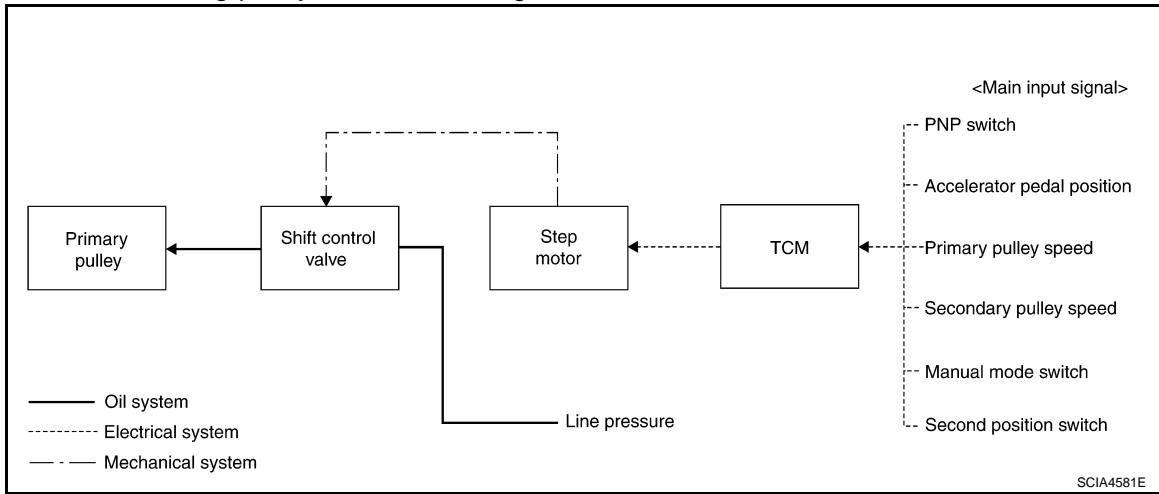 <Main input signal>
PNP switch
Accelerator pedal position
Primary pulley speed
Secondary pulley speed
Manual mode switch
Second position switch
Primary
pulley
Shift control
valve
Step
motor
TCM
Line pressure
Oil system
Electrical system
Mechanical system
SCIA4581E